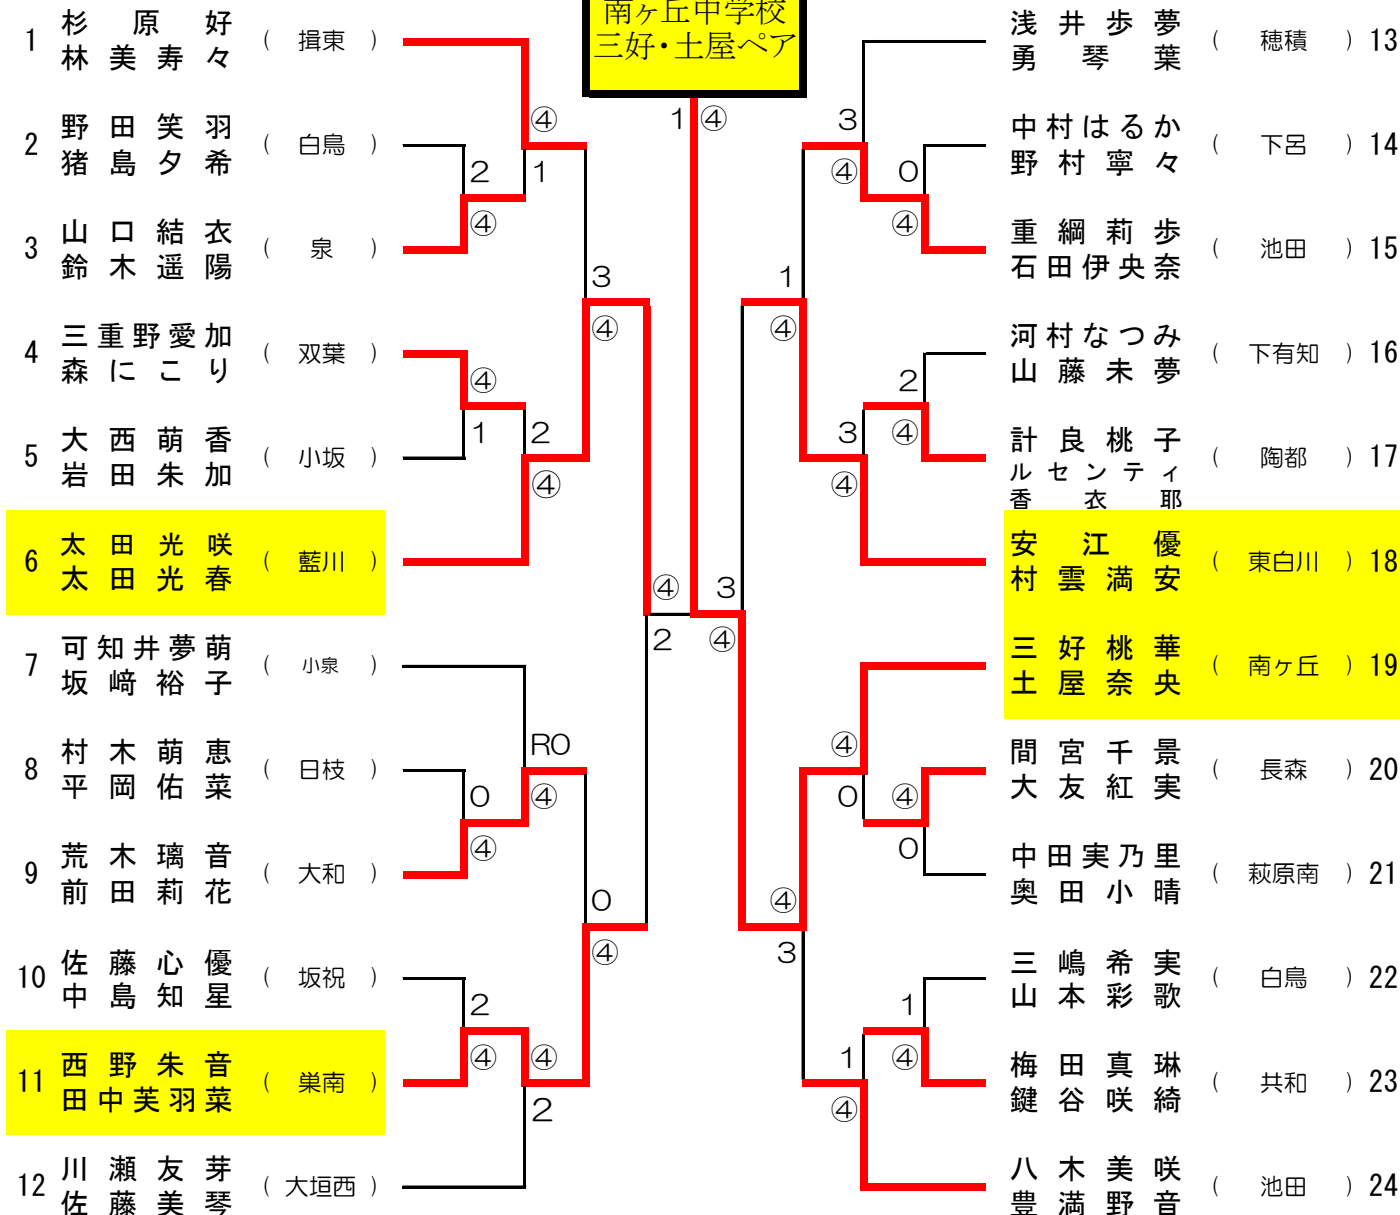 南ヶ丘中学校
三好・土屋ペア
1 杉原好 ( 揖東 )
林美寿々
2 野田笑羽 ( 白鳥 )
猪島夕希
3 山口結衣 ( 泉 )
鈴木遥陽
4 三重野愛加 ( 双葉 )
森にこり
5 大西萌香 ( 小坂 )
岩田朱加
6 太田光咲 ( 藍川 )
太田光春
7 可知井夢萌 ( 小泉 )
坂﨑裕子
8 村木萌恵 ( 日枝 )
平岡佑菜
9 荒木璃音 ( 大和 )
前田莉花
10 佐藤心優 ( 坂祝 )
中島知星
11 西野朱音 ( 巣南 )
田中芙羽菜
12 川瀬友芽 ( 大垣西 )
佐藤美琴
④
2 1
④
3
④
④
1 2
④
④
2
R0
0 ④
④
0
④
2
④ ④
2
1 ④
3
④ 0
④
1
④
2
3 ④
④
3
④
④
0 ④
0
④
3
1
1 ④
④
浅井歩夢 ( 穂積 ) 13
勇琴葉
中村はるか ( 下呂 ) 14
野村寧々
重綱莉歩 ( 池田 ) 15
石田伊央奈
河村なつみ ( 下有知 ) 16
山藤未夢
計良桃子 ( 陶都 ) 17
ルセンティ
香衣耶
安江優 ( 東白川 ) 18
村雲満安
三好桃華 ( 南ヶ丘 ) 19
土屋奈央
間宮千景 ( 長森 ) 20
大友紅実
中田実乃里 ( 萩原南 ) 21
奥田小晴
三嶋希実 ( 白鳥 ) 22
山本彩歌
梅田真琳 ( 共和 ) 23
鍵谷咲綺
八木美咲 ( 池田 ) 24
豊満野音